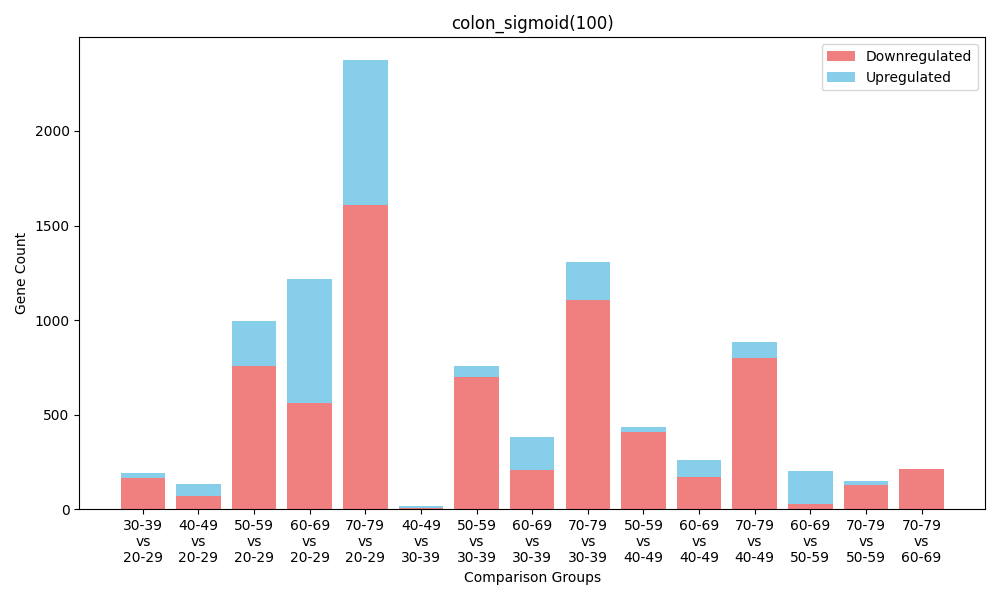 colon_sigmoid(100)
Downregulated
Upregulated
Gene Count
2000
1500
1000
500
0
30-39 vs 20-29
40-49 vs 20-29
50-59 vs 20-29
60-69 vs 20-29
70-79 vs 20-29
40-49 vs 30-39
50-59 vs 30-39
60-69 vs 30-39
70-79 vs 30-39
50-59 vs 40-49
60-69 vs 40-49
70-79 vs 40-49
60-69 vs 50-59
70-79 vs 50-59
70-79 vs 60-69
Comparison Groups